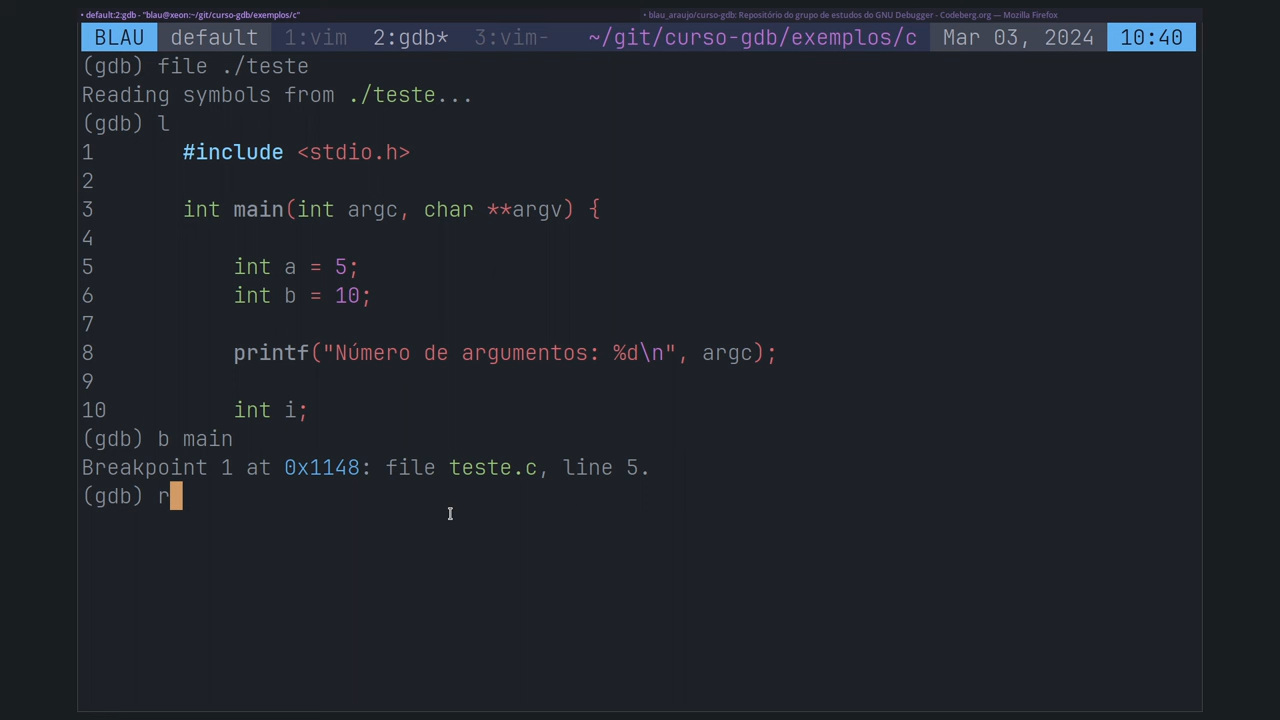 • default:2:gdb - "blau@xeon:~/git/curso-gdb/exemplos/c"
• blau_araujo/curso-gdb: Repositório do grupo de estudos do GNU Debugger - Codeberg.org — Mozilla Firefox
BLAU default 1:vim 2:gdb* 3:vim- ~/git/curso-gdb/exemplos/c Mar 03, 2024 10:40
(gdb) file ./teste
Reading symbols from ./teste...
(gdb) l
1 #include <stdio.h>
2
3 int main(int argc, char **argv) {
4
5 int a = 5;
6 int b = 10;
7
8 printf("Número de argumentos: %d\n", argc);
9
10 int i;
(gdb) b main
Breakpoint 1 at 0x1148: file teste.c, line 5.
(gdb) r